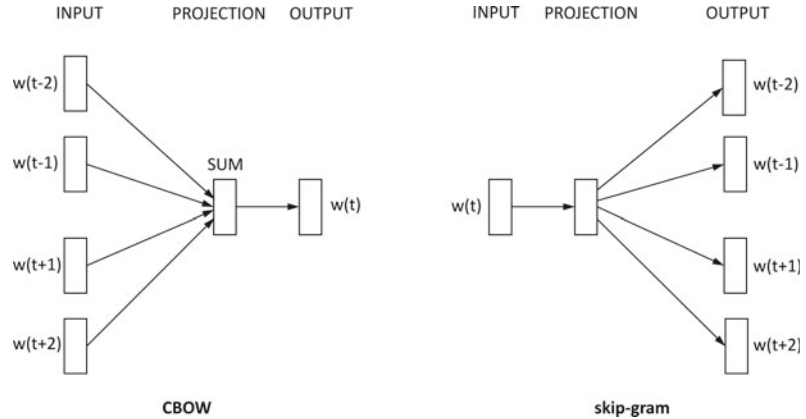 INPUT PROJECTION OUTPUT
w(t-2)
w(t-1)
SUM
w(t)
w(t+1)
w(t+2)
CBOW
INPUT PROJECTION OUTPUT
w(t-2)
w(t-1)
w(t)
w(t+1)
w(t+2)
skip-gram